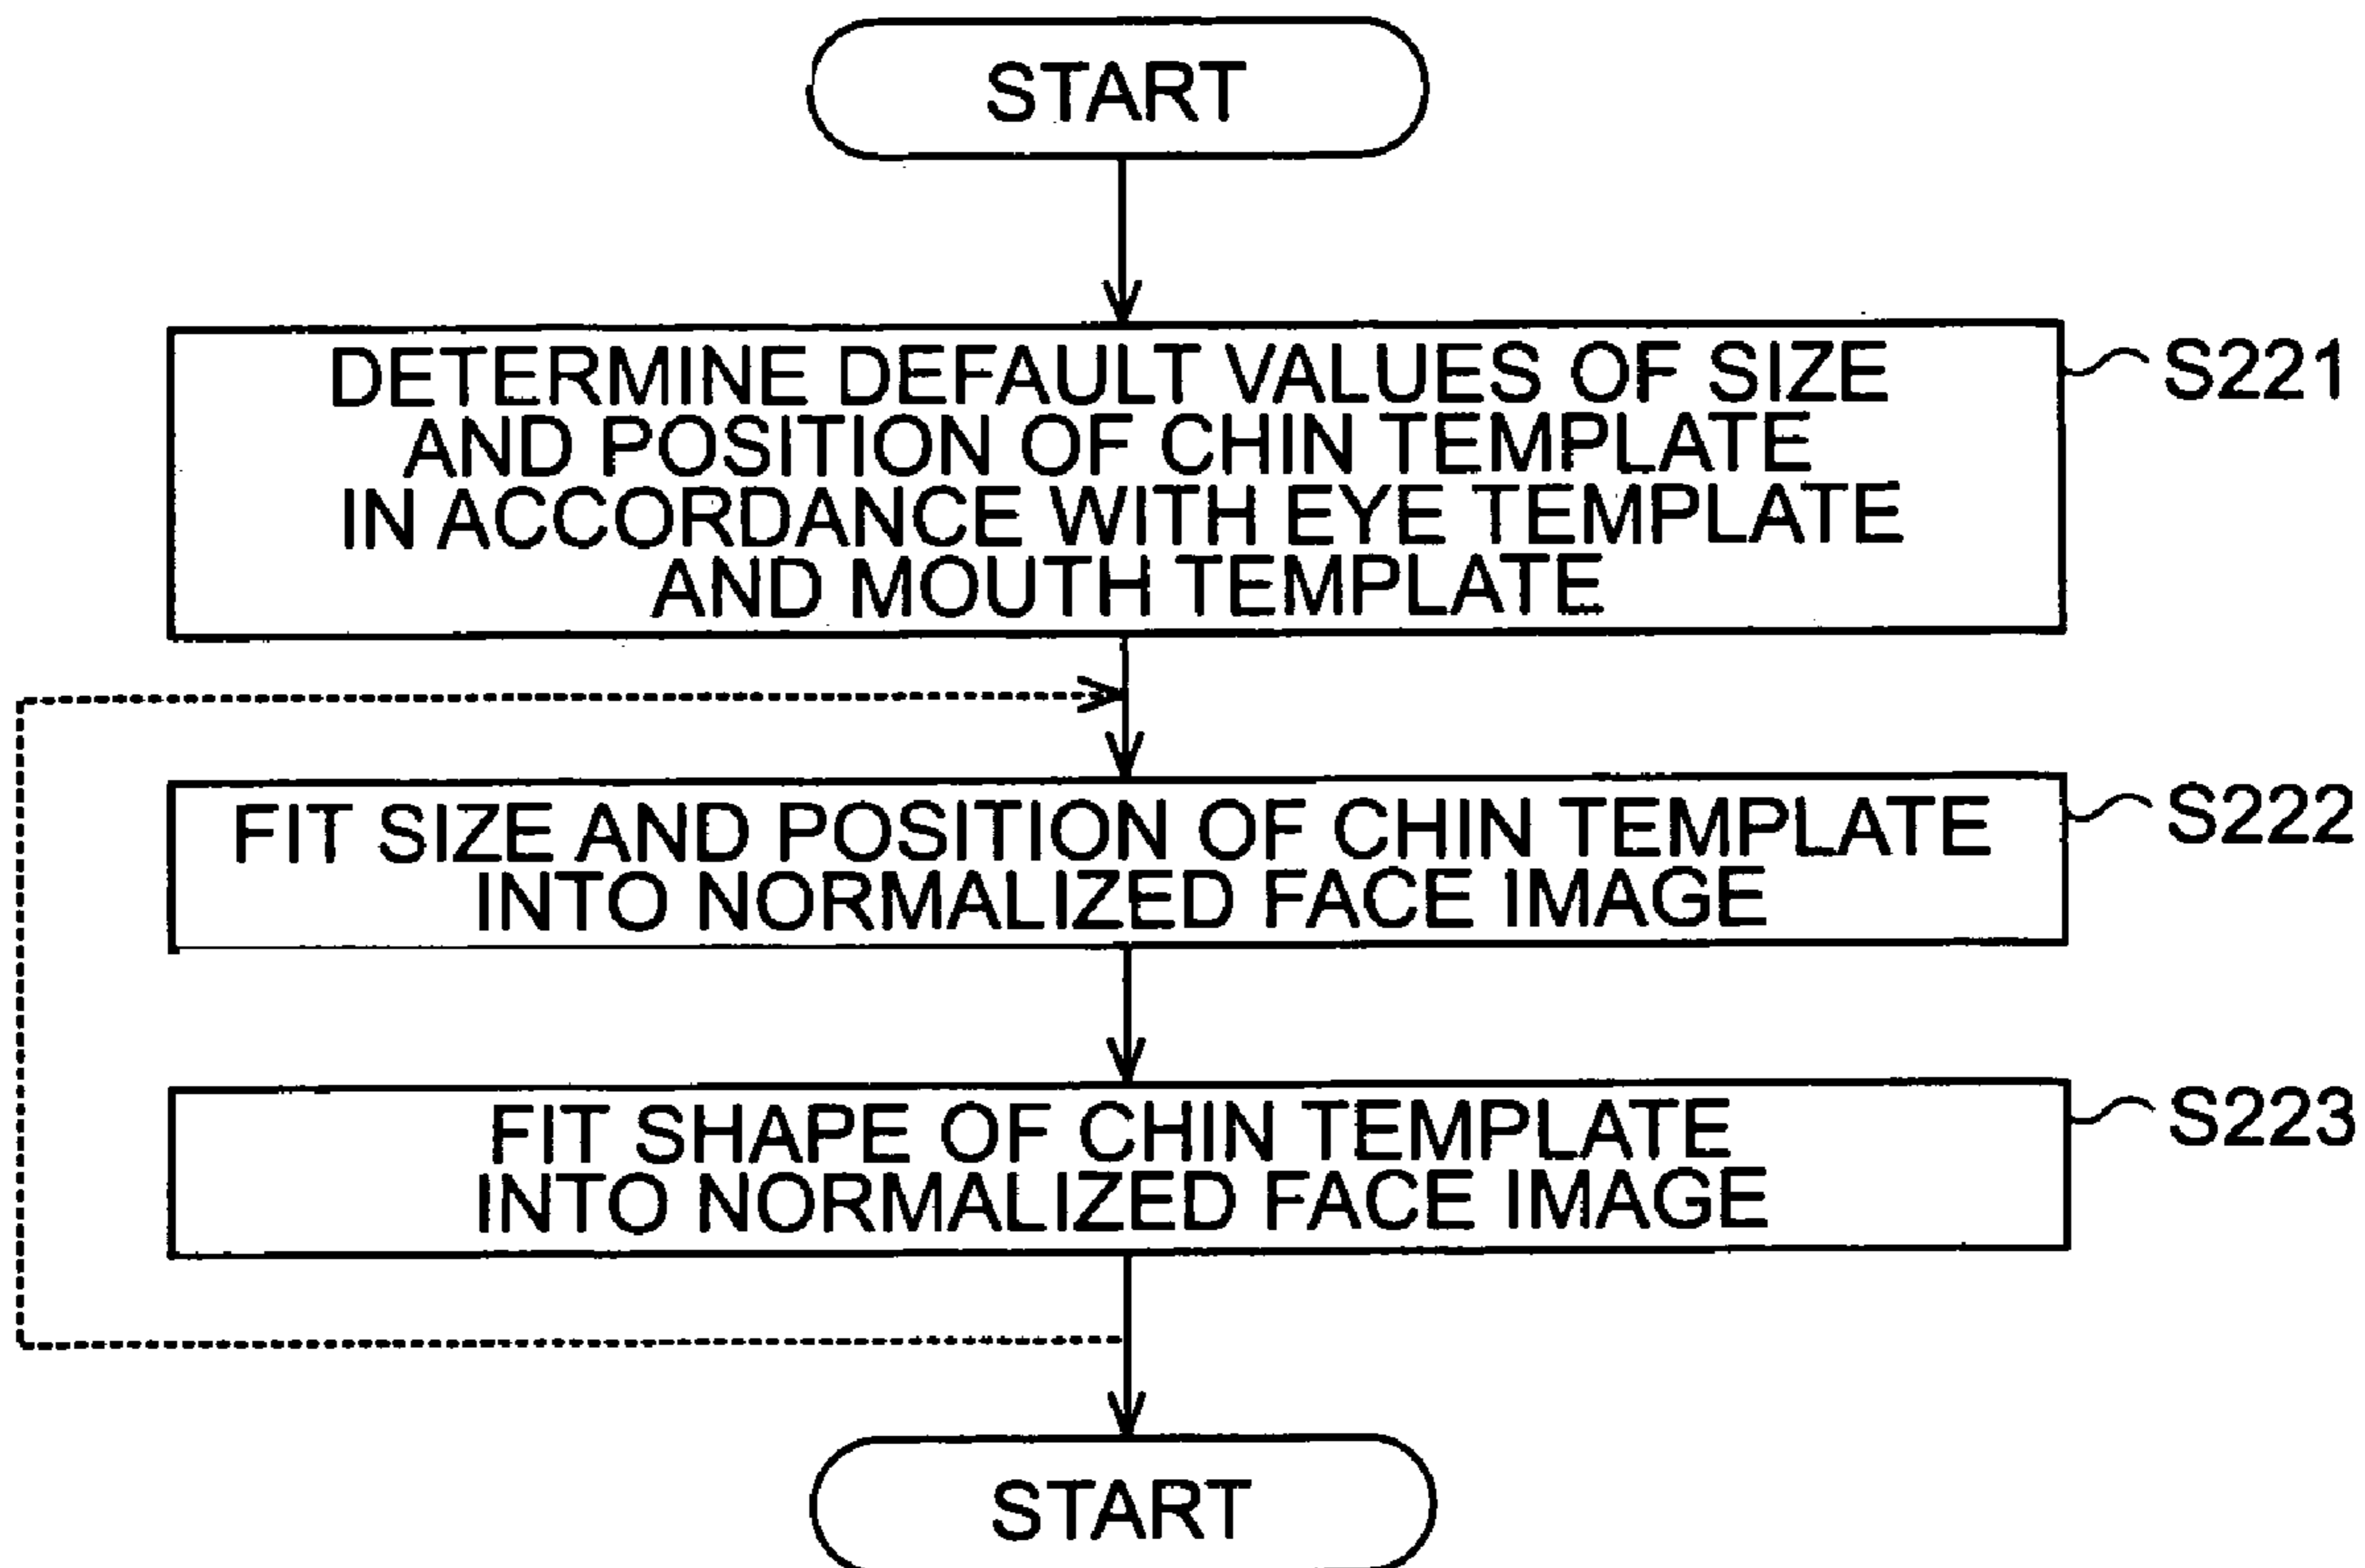 START
DETERMINE DEFAULT VALUES OF SIZE
AND POSITION OF CHIN TEMPLATE
IN ACCORDANCE WITH EYE TEMPLATE
AND MOUTH TEMPLATE
S221
FIT SIZE AND POSITION OF CHIN TEMPLATE
INTO NORMALIZED FACE IMAGE
S222
FIT SHAPE OF CHIN TEMPLATE
INTO NORMALIZED FACE IMAGE
S223
START